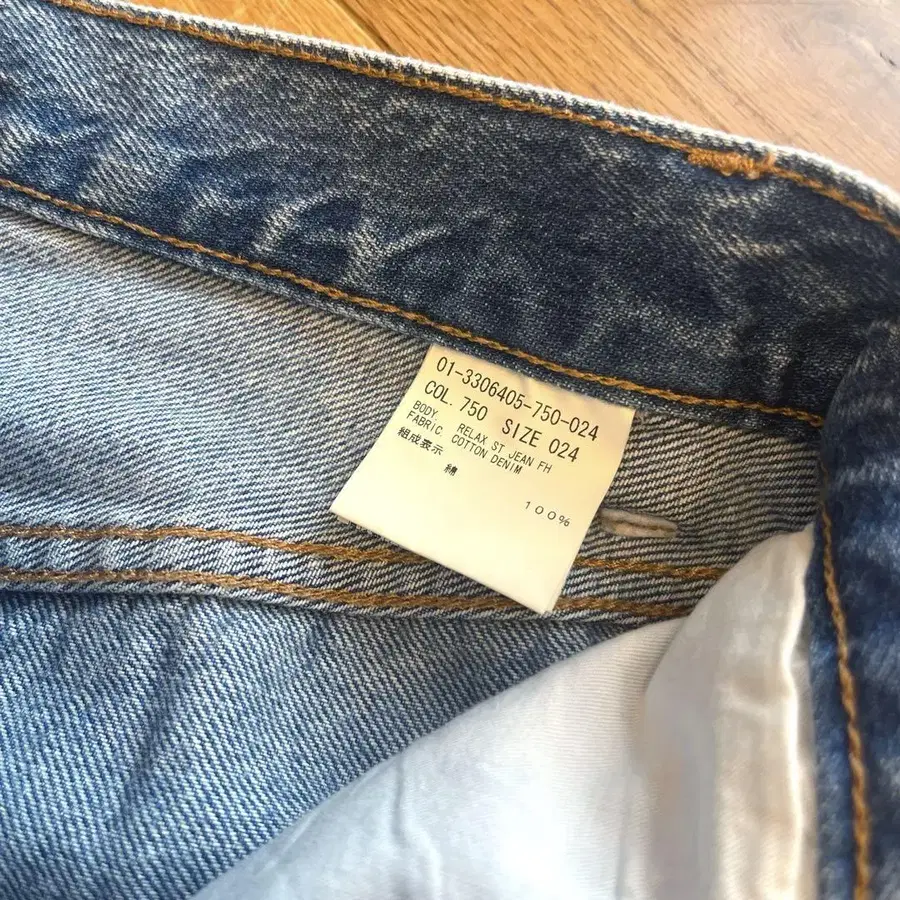 01-3306405-750-024
COL. 750 SIZE 024
BODY. RELAX ST JEAN FH
FABRIC. COTTON DENIM
組成表示
綿 100%